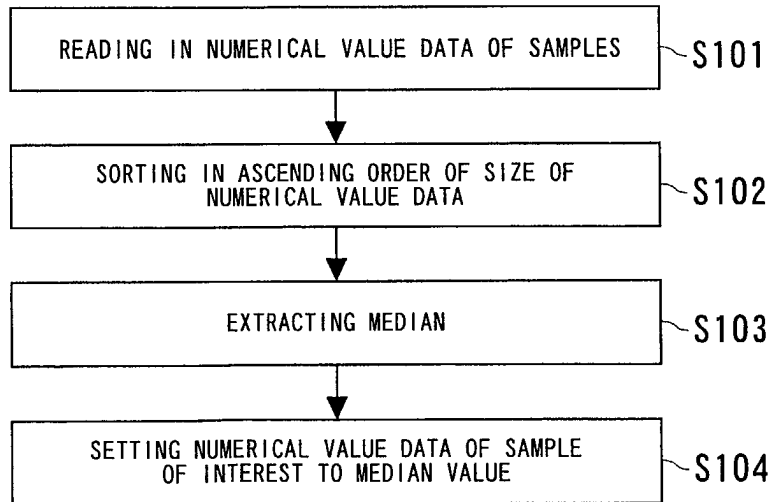 READING IN NUMERICAL VALUE DATA OF SAMPLES
S101
SORTING IN ASCENDING ORDER OF SIZE OF
NUMERICAL VALUE DATA
S102
EXTRACTING MEDIAN
S103
SETTING NUMERICAL VALUE DATA OF SAMPLE
OF INTEREST TO MEDIAN VALUE
S104